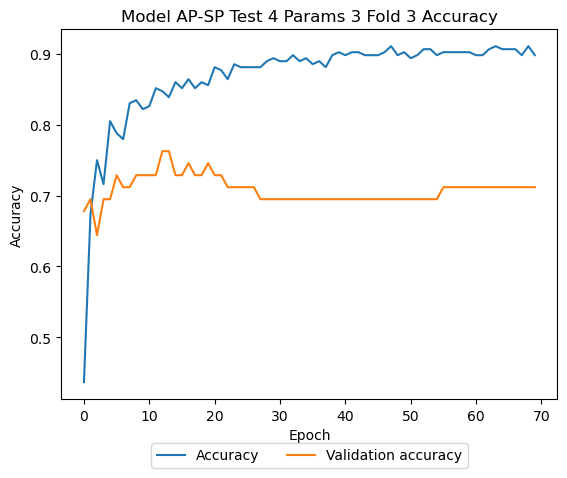 Model AP-SP Test 4 Params 3 Fold 3 Accuracy
Accuracy
0.9
0.8
0.7
0.6
0.5
0 10 20 30 40 50 60 70
Epoch
Accuracy Validation accuracy